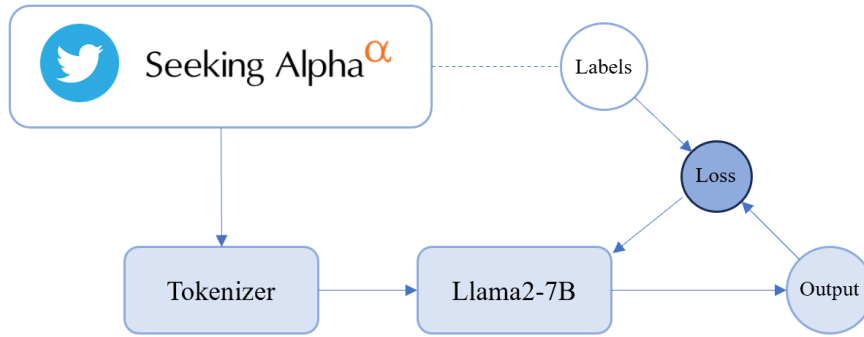 Seeking Alpha α
Labels
Loss
Tokenizer
Llama2-7B
Output